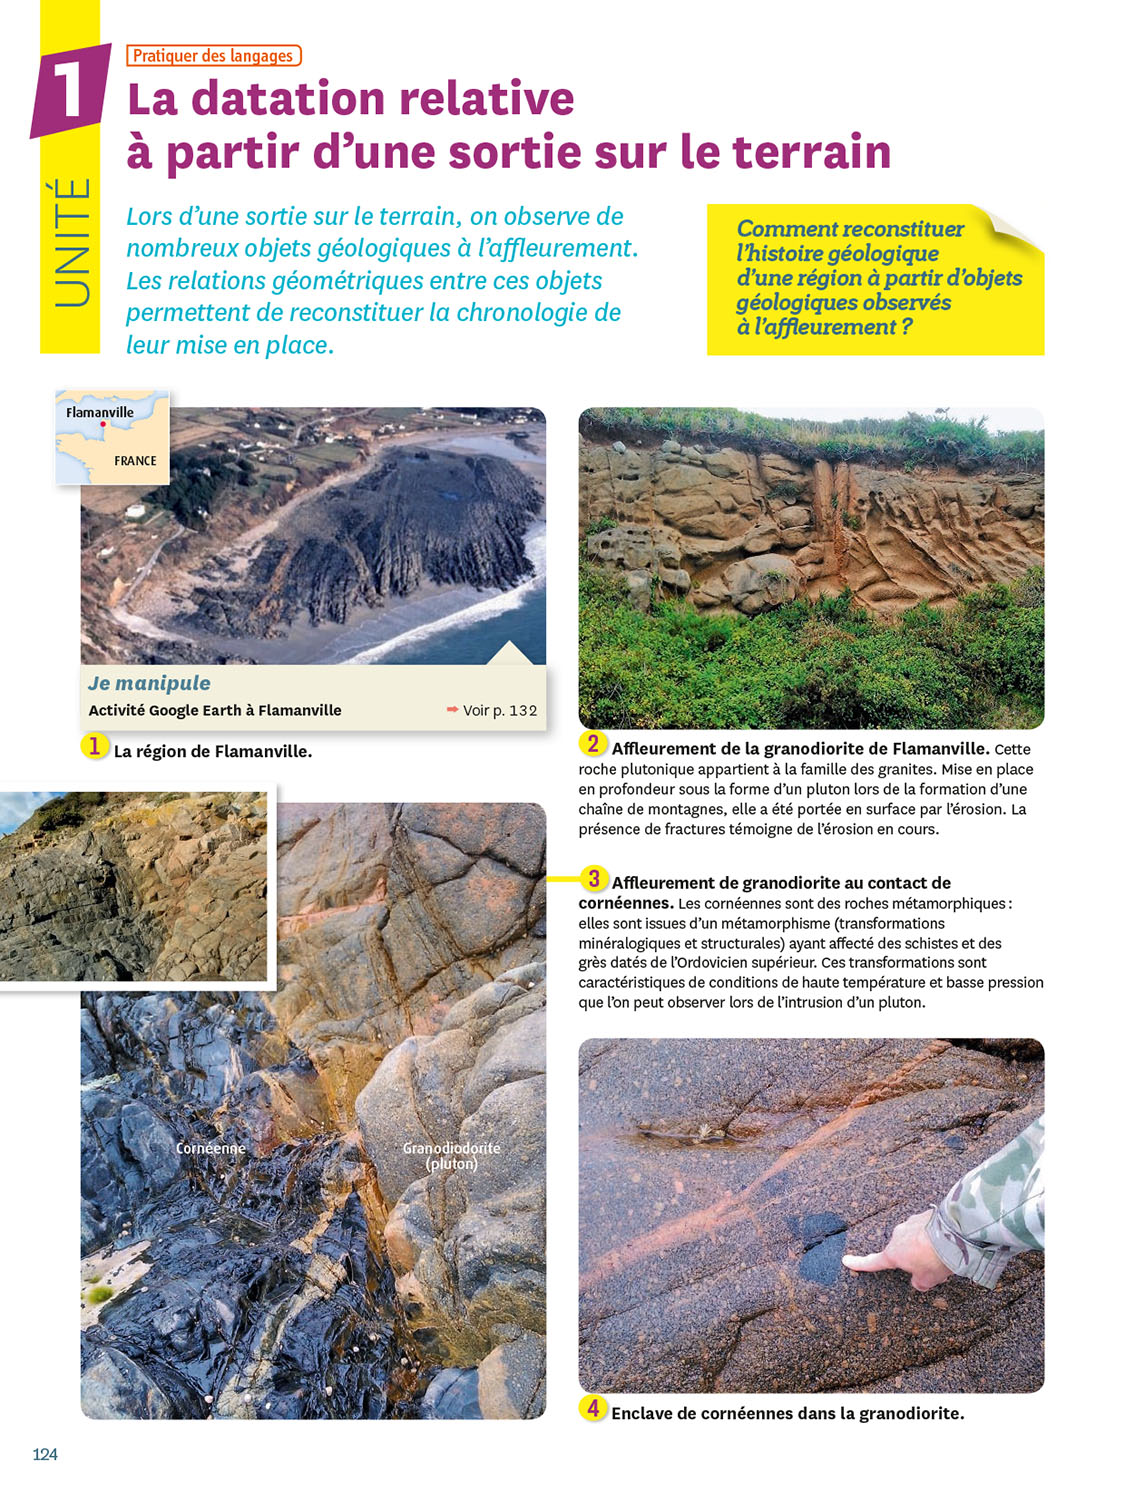 1
UNITÉ
Pratiquer des langages
La datation relative
à partir d’une sortie sur le terrain
Lors d’une sortie sur le terrain, on observe de
nombreux objets géologiques à l’affleurement.
Les relations géométriques entre ces objets
permettent de reconstituer la chronologie de
leur mise en place.
Comment reconstituer
l’histoire géologique
d’une région à partir d’objets
géologiques observés
à l’affleurement ?
Flamanville
FRANCE
Je manipule
Activité Google Earth à Flamanville
➡ Voir p. 132
1 La région de Flamanville.
2 Affleurement de la granodiorite de Flamanville. Cette
roche plutonique appartient à la famille des granites. Mise en place
en profondeur sous la forme d’un pluton lors de la formation d’une
chaîne de montagnes, elle a été portée en surface par l’érosion. La
présence de fractures témoigne de l’érosion en cours.
3 Affleurement de granodiorite au contact de
cornéennes. Les cornéennes sont des roches métamorphiques :
elles sont issues d’un métamorphisme (transformations
minéralogiques et structurales) ayant affecté des schistes et des
grès datés de l’Ordovicien supérieur. Ces transformations sont
caractéristiques de conditions de haute température et basse pression
que l’on peut observer lors de l’intrusion d’un pluton.
Cornéenne
Granodiodorite
(pluton)
4 Enclave de cornéennes dans la granodiorite.
124